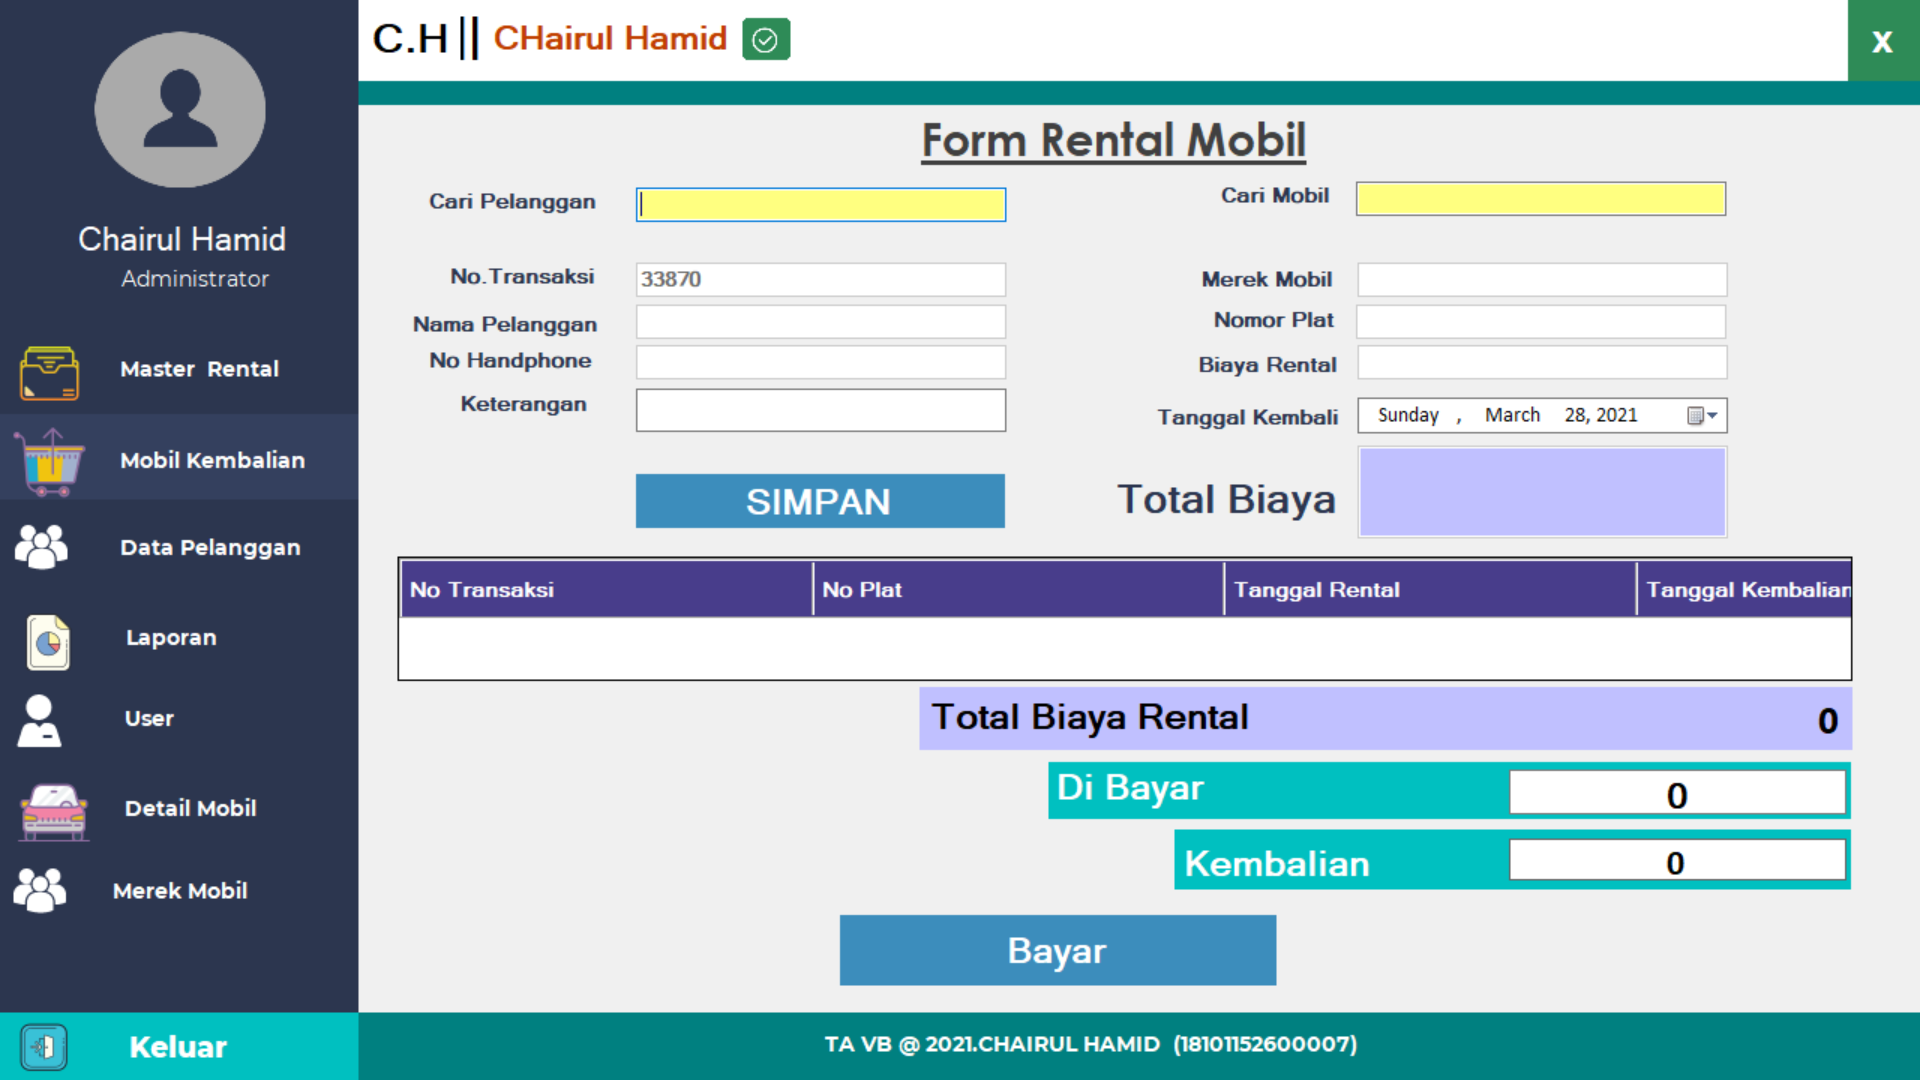 C.H || CHairul Hamid
X
Chairul Hamid
Administrator
Master Rental
Mobil Kembalian
Data Pelanggan
Laporan
User
Detail Mobil
Merek Mobil
Keluar
Form Rental Mobil
Cari Pelanggan
Cari Mobil
No.Transaksi 33870
Merek Mobil
Nama Pelanggan
Nomor Plat
No Handphone
Biaya Rental
Keterangan
Tanggal Kembali Sunday , March 28, 2021
SIMPAN
Total Biaya
No Transaksi No Plat Tanggal Rental Tanggal Kembalian
Total Biaya Rental 0
Di Bayar 0
Kembalian 0
Bayar
TA VB @ 2021.CHAIRUL HAMID (18101152600007)